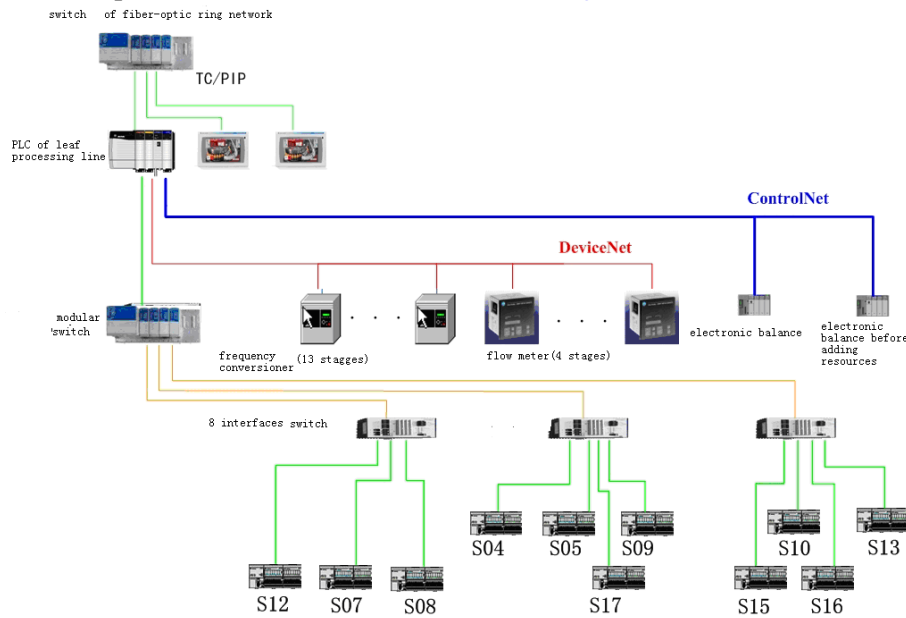 switch of fiber-optic ring network
TC/PIP
PLC of leaf
processing line
ControlNet
DeviceNet
modular
switch
frequency
conversioner
(13 stagges)
flow meter(4 stages)
electronic balance
electronic
balance before
adding
resources
8 interfaces switch
S04
S05
S09
S10
S13
S12
S07
S08
S17
S15
S16